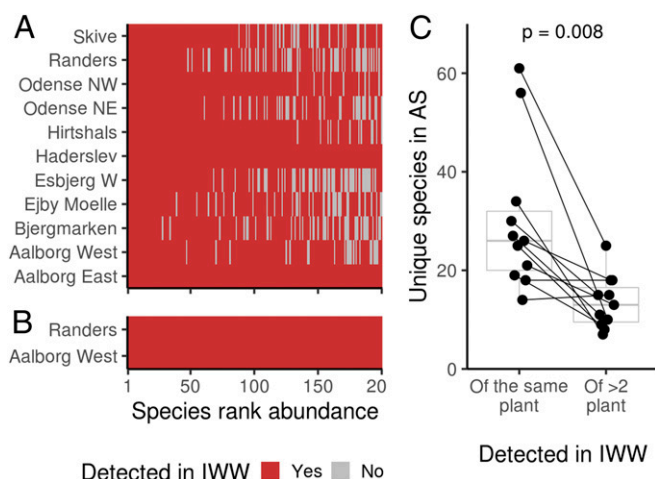 A
Skive
Randers
Odense NW
Odense NE
Hirtshals
Haderslev
Esbjerg W
Ejby Moelle
Bjergmarken
Aalborg West
Aalborg East
B
Randers
Aalborg West
1 50 100 150 20
Species rank abundance
Detected in IWW Yes No
C
p = 0.008
Unique species in AS
60
40
20
0
Of the same
plant
Of >2
plant
Detected in IWW